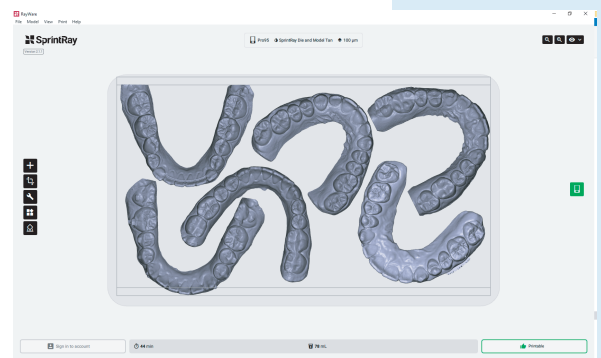 RayWare
File Model View Print Help
SprintRay
Pro95 SprintRay Die and Model Tan 100 µm
Sign in to account
44 min
78 mL
Printable